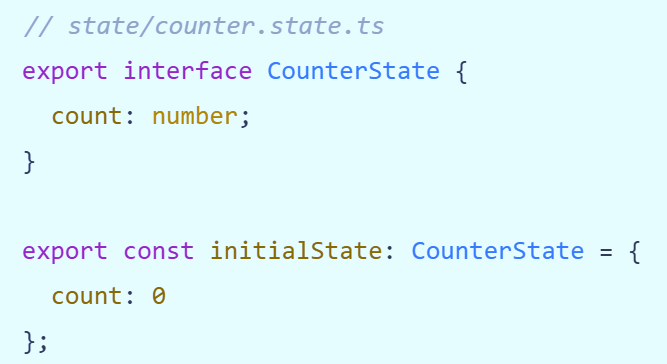 // state/counter.state.ts
export interface CounterState {
  count: number;
}

export const initialState: CounterState = {
  count: 0
};